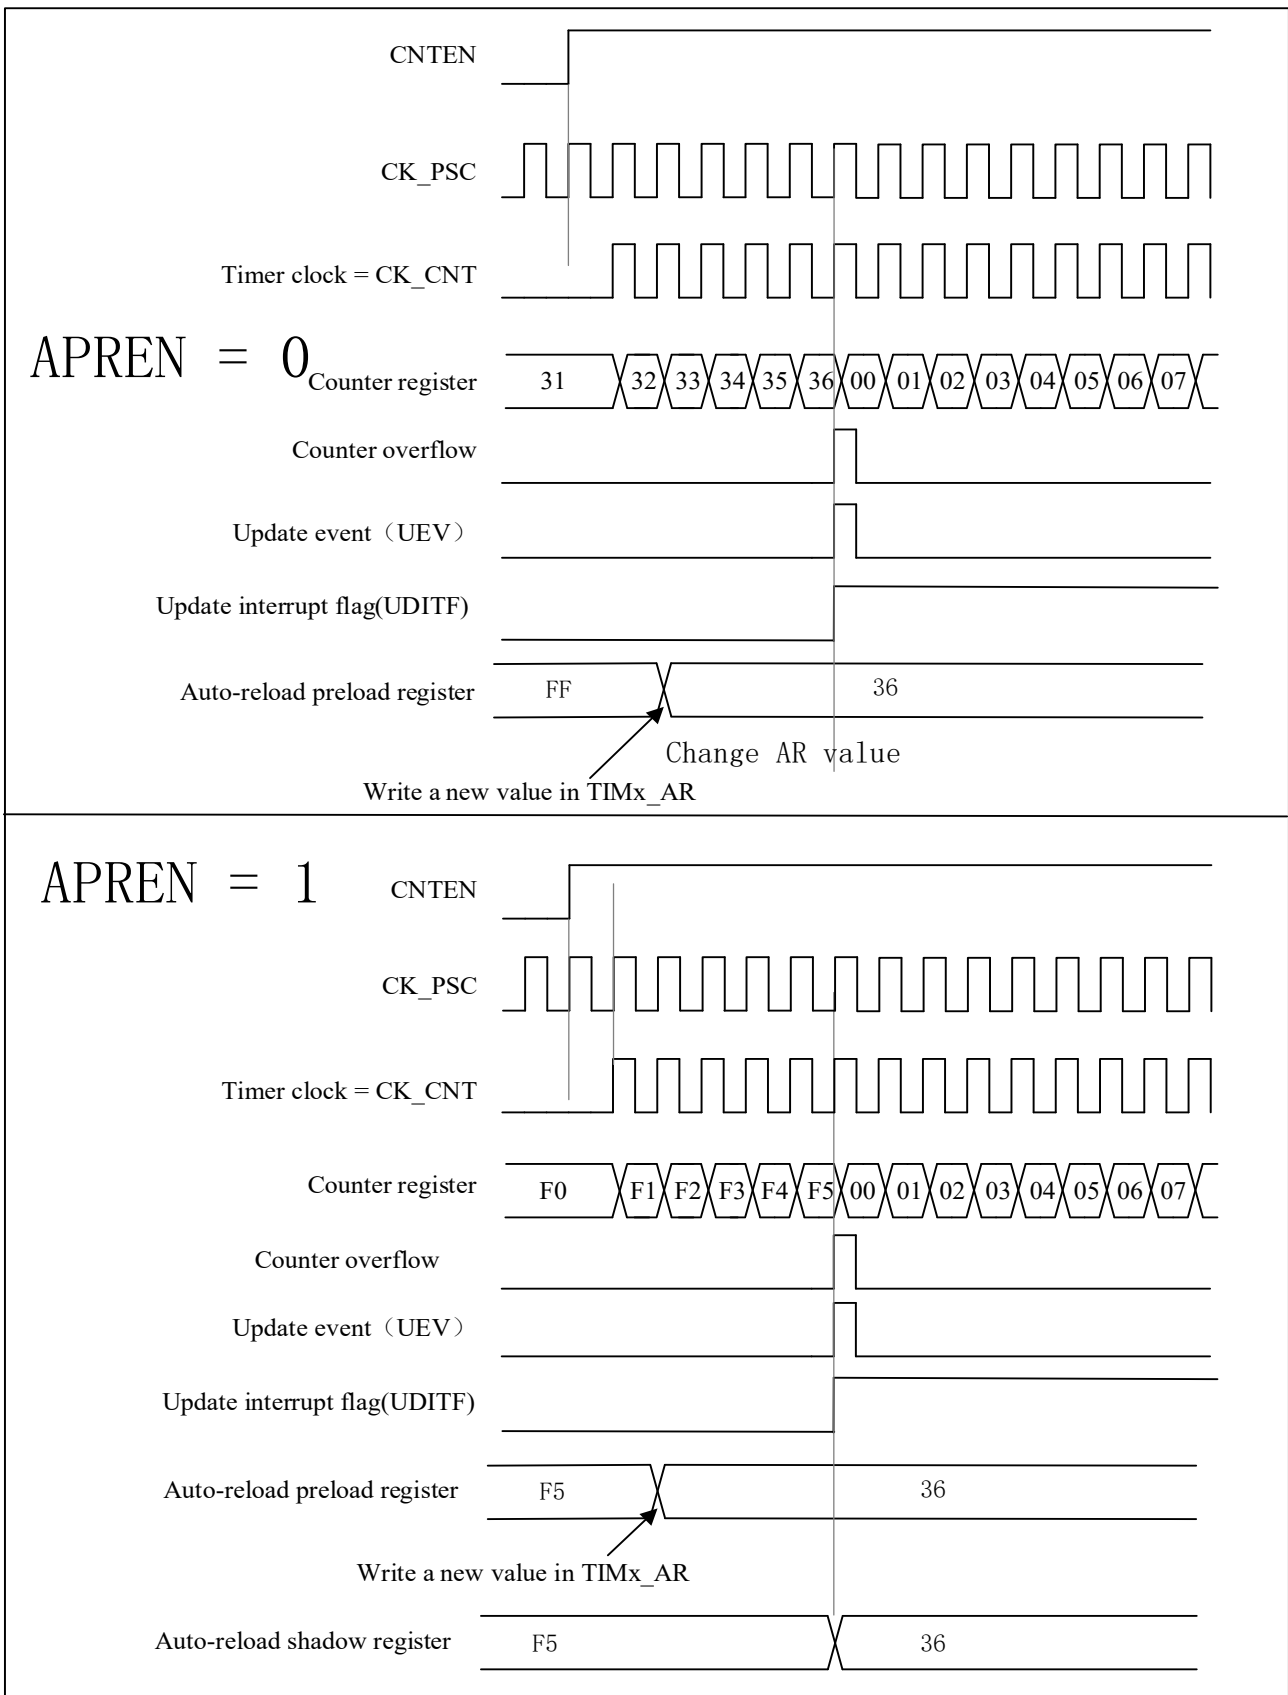 CNTEN
CK_PSC
Timer clock = CK_CNT
APREN = 0
Counter register 31 32 33 34 35 36 00 01 02 03 04 05 06 07
Counter overflow
Update event（UEV）
Update interrupt flag(UDITF)
Auto-reload preload register FF 36
Change AR value
Write a new value in TIMx_AR
APREN = 1
CNTEN
CK_PSC
Timer clock = CK_CNT
Counter register F0 F1 F2 F3 F4 F5 00 01 02 03 04 05 06 07
Counter overflow
Update event（UEV）
Update interrupt flag(UDITF)
Auto-reload preload register F5 36
Write a new value in TIMx_AR
Auto-reload shadow register F5 36